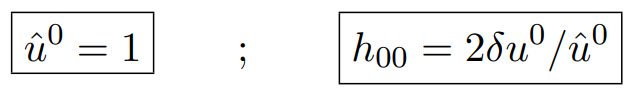 û⁰ = 1 ; h₀₀ = 2δu⁰/û⁰